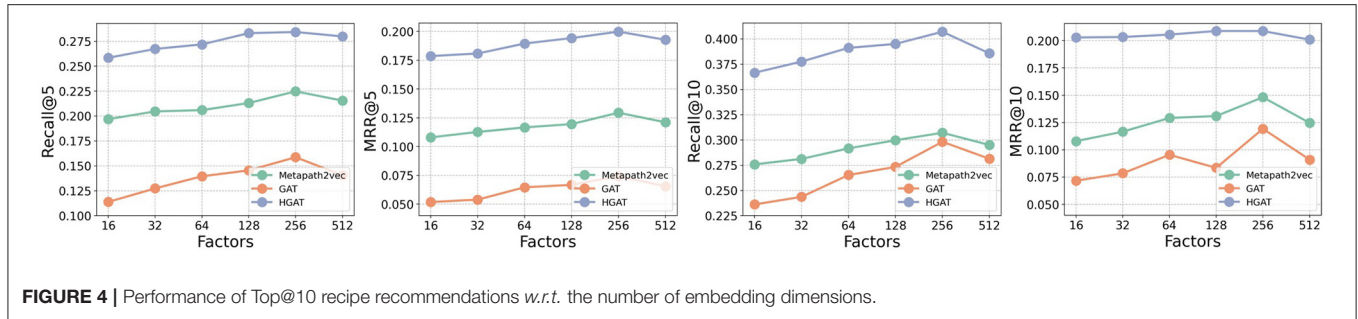 0.275
0.250
0.225
0.200
0.175
0.150
0.125
0.100
Recall@5
16 32 64 128 256 512
Factors
Metapath2vec
GAT
HGAT
0.200
0.175
0.150
0.125
0.100
0.075
0.050
MRR@5
16 32 64 128 256 512
Factors
Metapath2vec
GAT
HGAT
0.400
0.375
0.350
0.325
0.300
0.275
0.250
0.225
Recall@10
16 32 64 128 256 512
Factors
Metapath2vec
GAT
HGAT
0.200
0.175
0.150
0.125
0.100
0.075
0.050
MRR@10
16 32 64 128 256 512
Factors
Metapath2vec
GAT
HGAT
FIGURE 4 | Performance of Top@10 recipe recommendations w.r.t. the number of embedding dimensions.